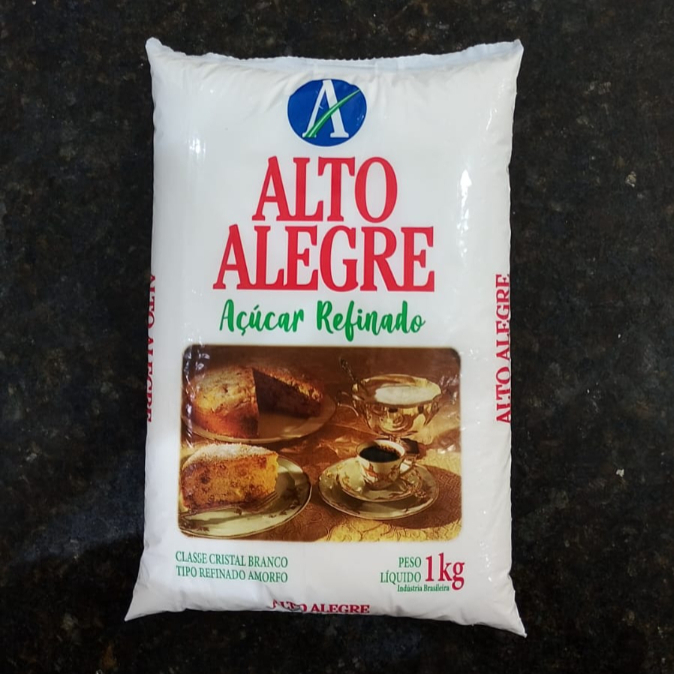 A
ALTO
ALEGRE
Açúcar Refinado
ALTO ALEGRE
ALTO ALEGRE
CLASSE CRISTAL BRANCO
TIPO REFINADO AMORFO
PESO
LÍQUIDO 1kg
Indústria Brasileira
ALTO ALEGRE